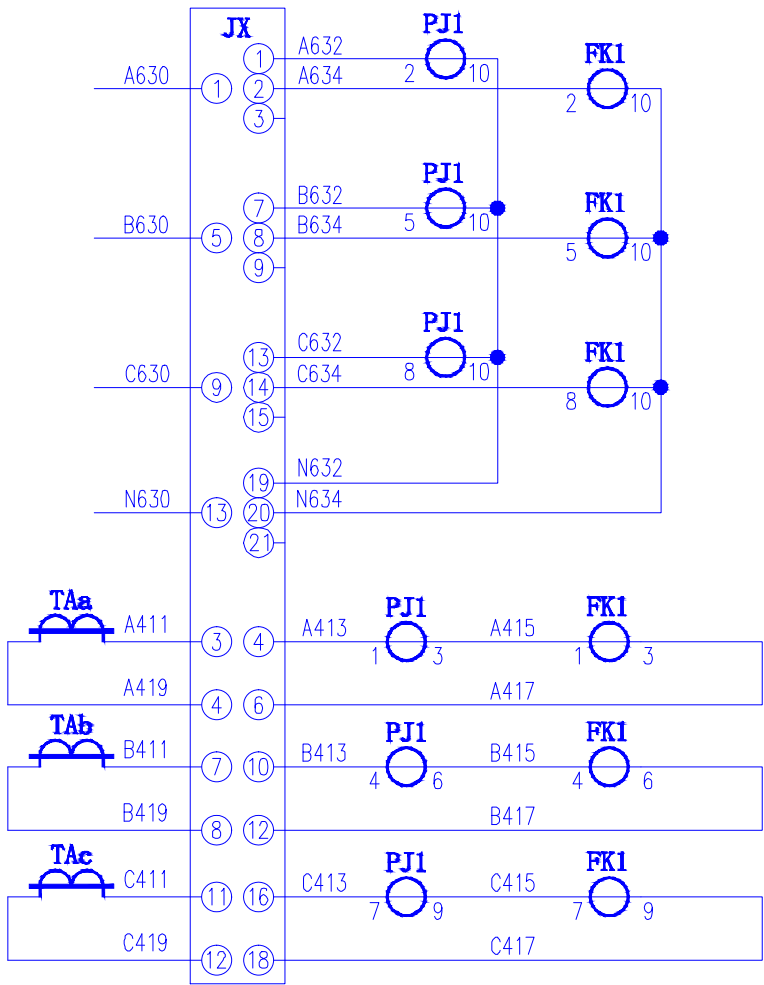 JX PJ1
1 A632 2 10 FK1
A630 1 2 A634 2 10
3
PJ1
7 B632 5 10 FK1
B630 5 8 B634 5 10
9
PJ1
13 C632 8 10 FK1
C630 9 14 C634 8 10
15
19 N632
N630 13 20 N634
21
TAa PJ1 FK1
A411 3 4 A413 1 3 A415 1 3
A419 4 6 A417
TAb PJ1 FK1
B411 7 10 B413 4 6 B415 4 6
B419 8 12 B417
TAc PJ1 FK1
C411 11 16 C413 7 9 C415 7 9
C419 12 18 C417